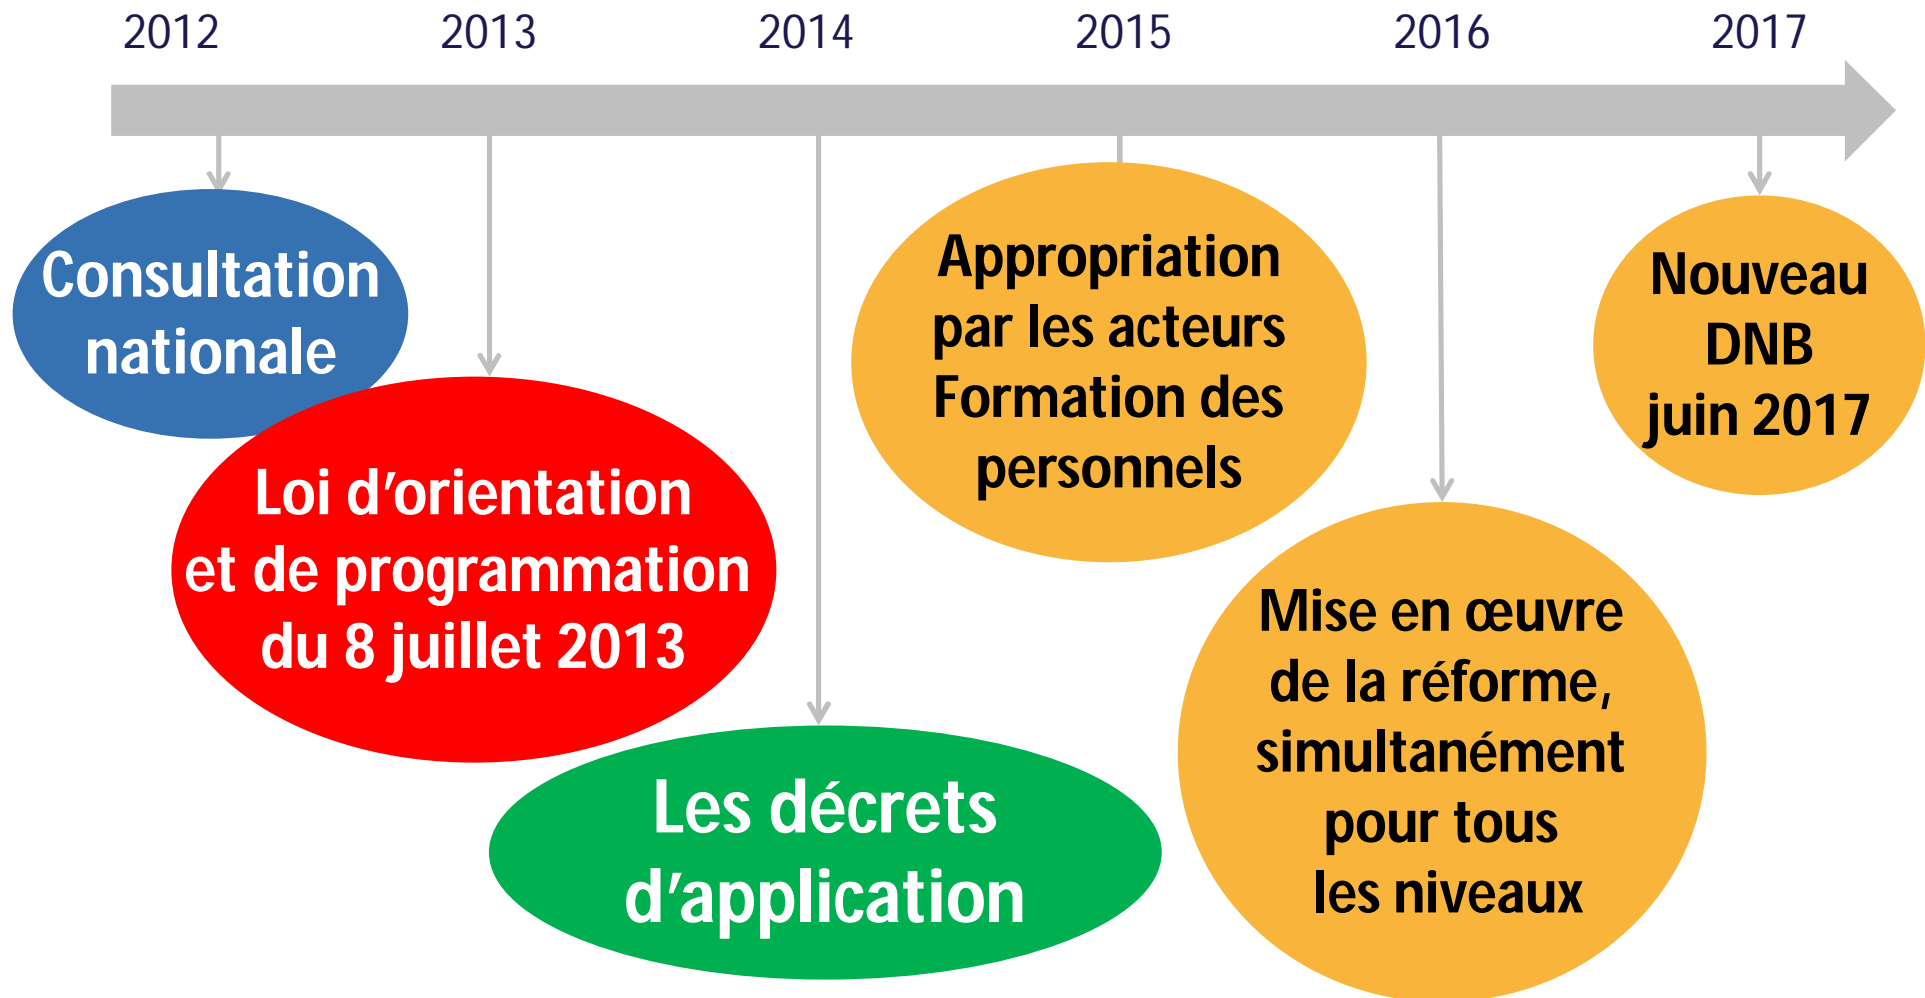 2012 2013 2014 2015 2016 2017
Consultation
nationale
Loi d’orientation
et de programmation
du 8 juillet 2013
Les décrets
d’application
Appropriation
par les acteurs
Formation des
personnels
Mise en œuvre
de la réforme,
simultanément
pour tous
les niveaux
Nouveau
DNB
juin 2017